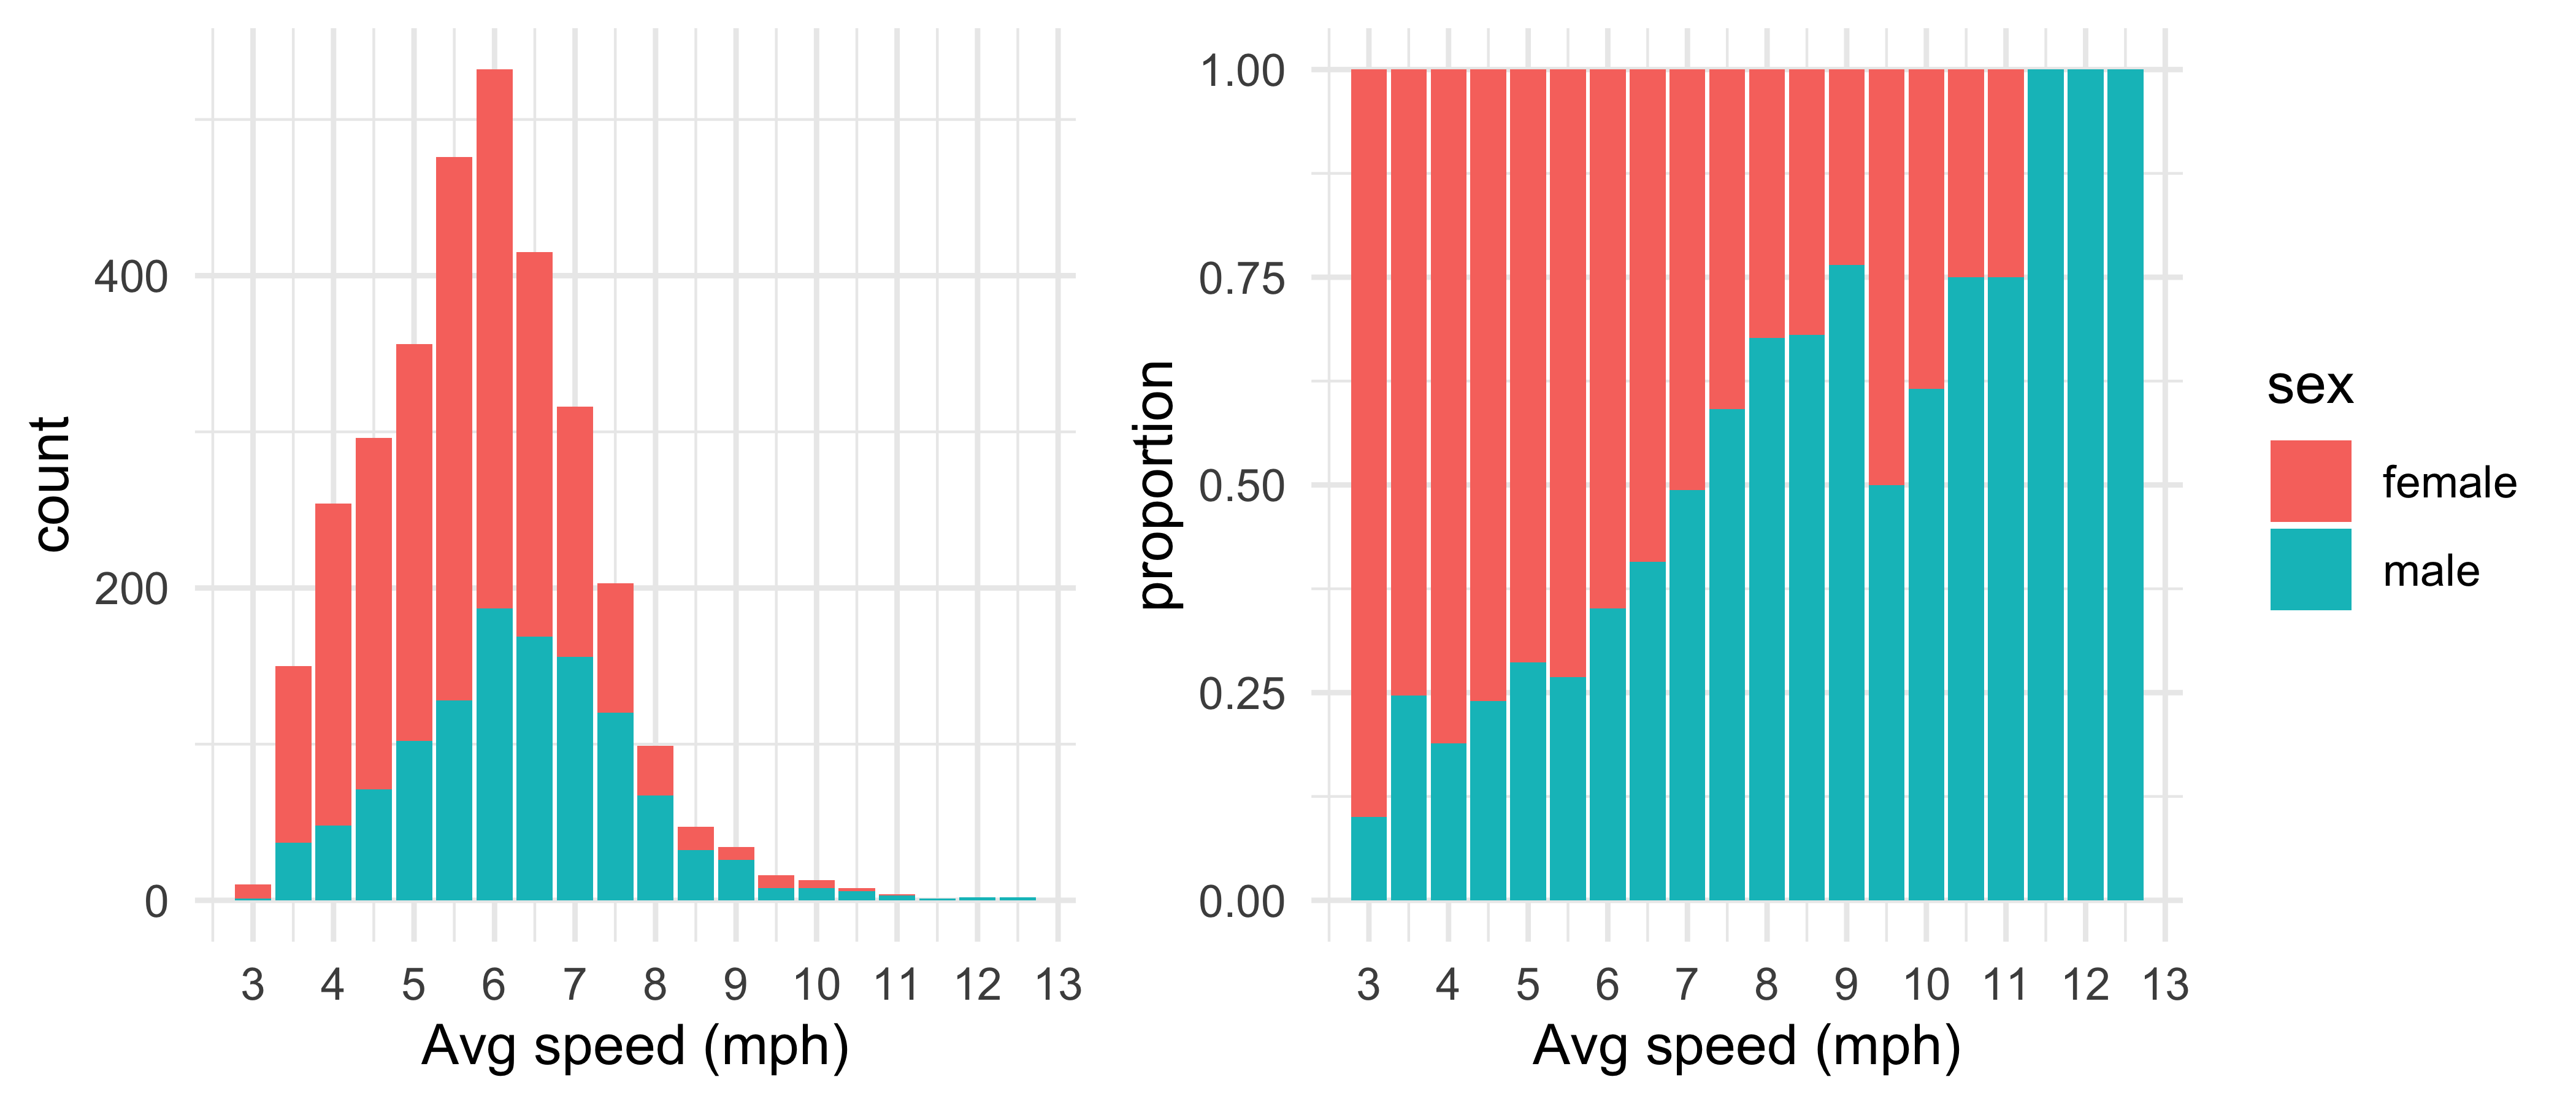 count
400
200
0
3 4 5 6 7 8 9 10 11 12 13
Avg speed (mph)
proportion
1.00
0.75
0.50
0.25
0.00
3 4 5 6 7 8 9 10 11 12 13
Avg speed (mph)
sex
female
male